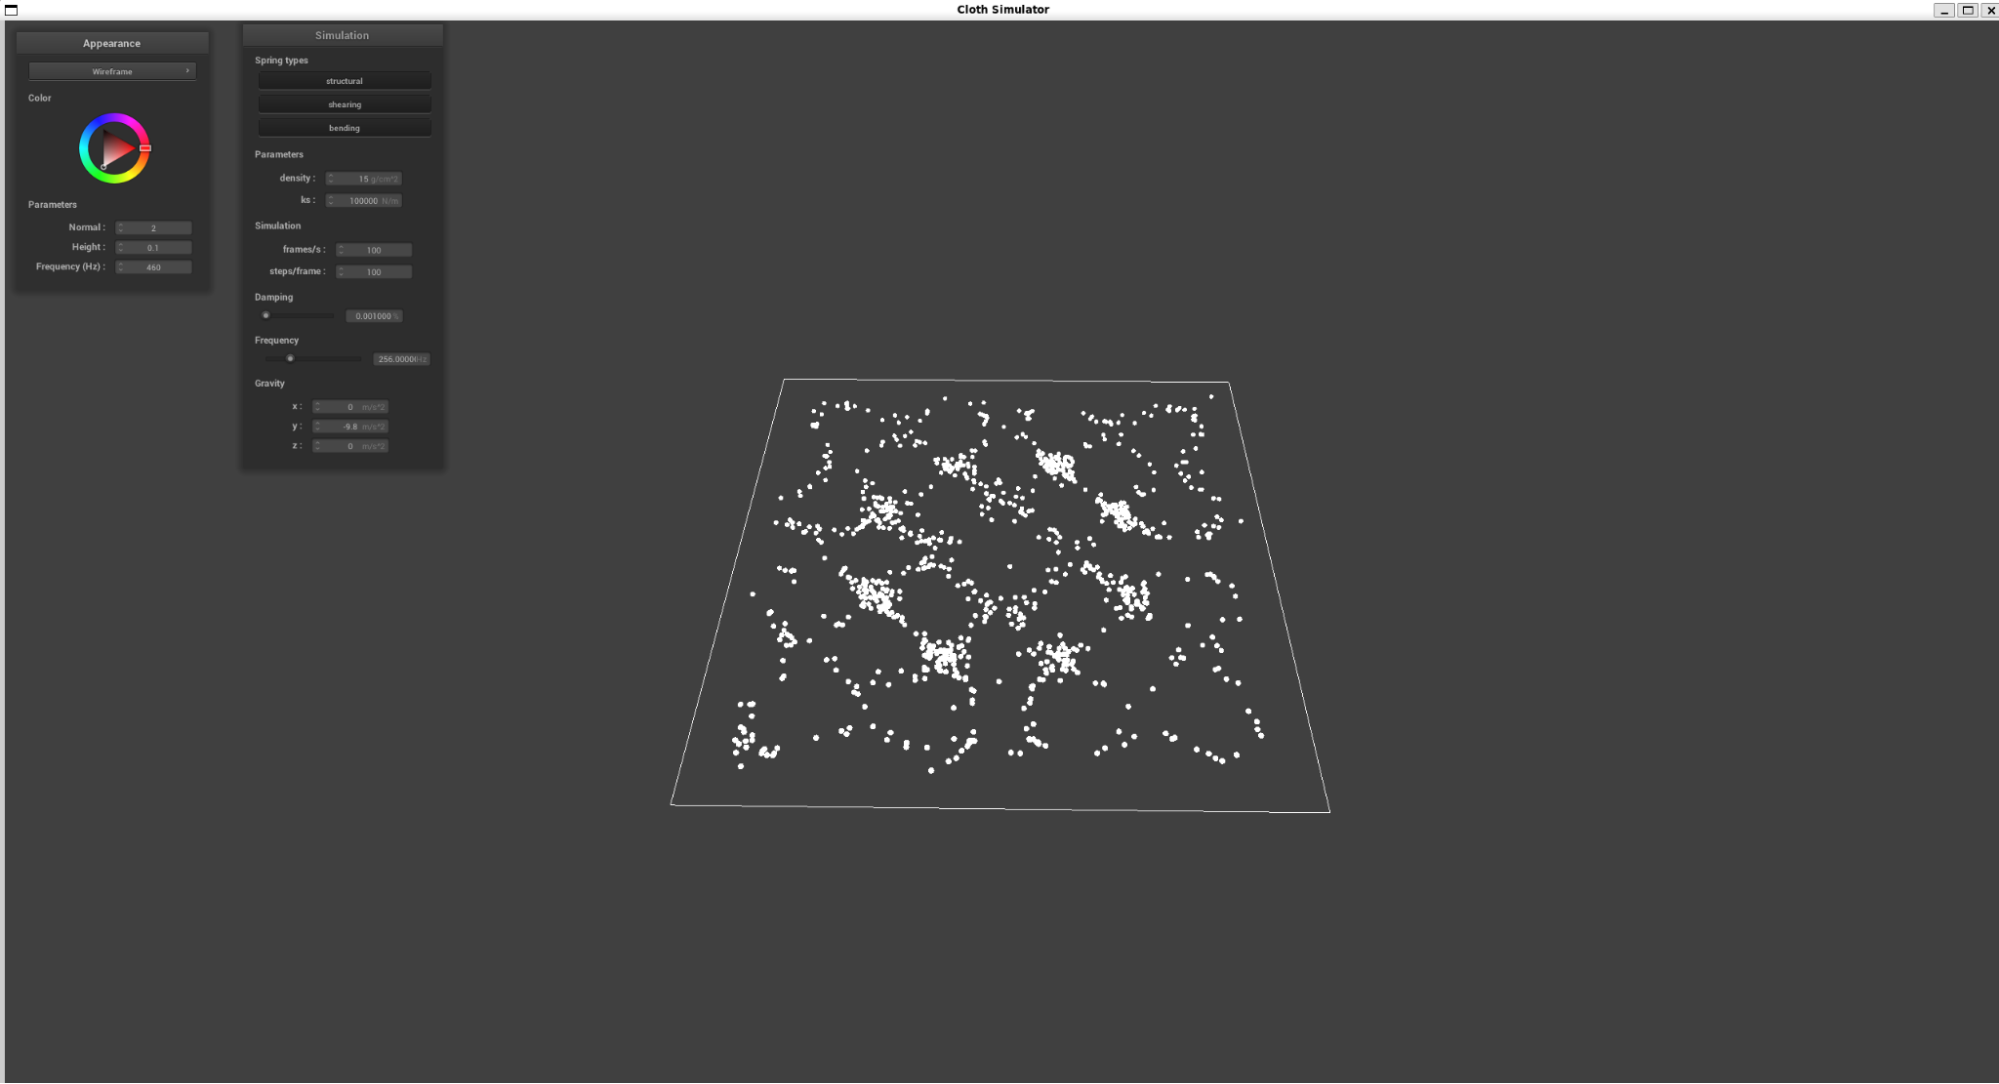 Cloth Simulator
Appearance
Wireframe
Color
Parameters
Normal : 2
Height : 0.1
Frequency (Hz) : 460
Simulation
Spring types
structural
shearing
bending
Parameters
density : 15 g/cm^2
ks : 100000 N/m
Simulation
frames/s : 100
steps/frame : 100
Damping
0.001000 %
Frequency
256.0000 Hz
Gravity
x : 0 m/s^2
y : -9.8 m/s^2
z : 0 m/s^2